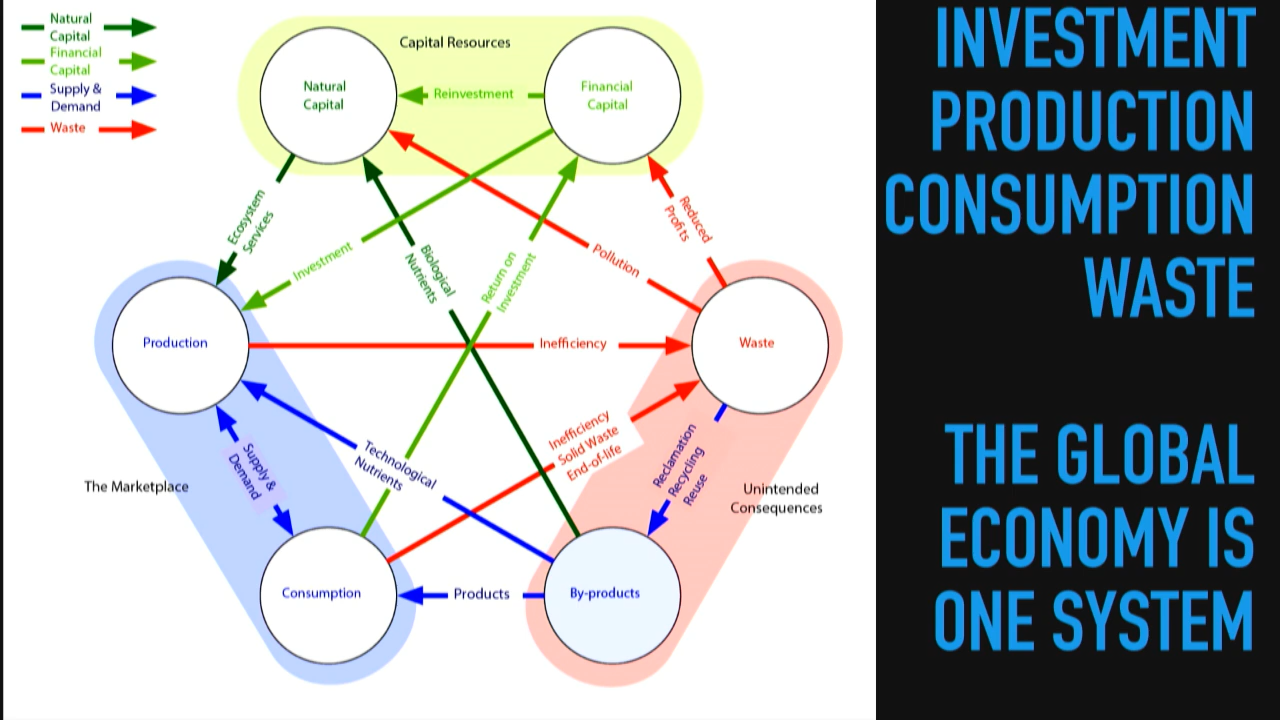 Natural
Capital
Financial
Capital
Supply &
Demand
Waste
Capital Resources
Natural
Capital
Reinvestment
Financial
Capital
Ecosystem
Services
Investment
Biological
Nutrients
Return on
Investment
Pollution
Reduced
Profits
Production
Inefficiency
Waste
Supply &
Demand
Technological
Nutrients
Inefficiency
Solid Waste
End-of-life
Reclamation
Recycling
Reuse
The Marketplace
Unintended
Consequences
Consumption
Products
By-products
INVESTMENT
PRODUCTION
CONSUMPTION
WASTE
THE GLOBAL
ECONOMY IS
ONE SYSTEM